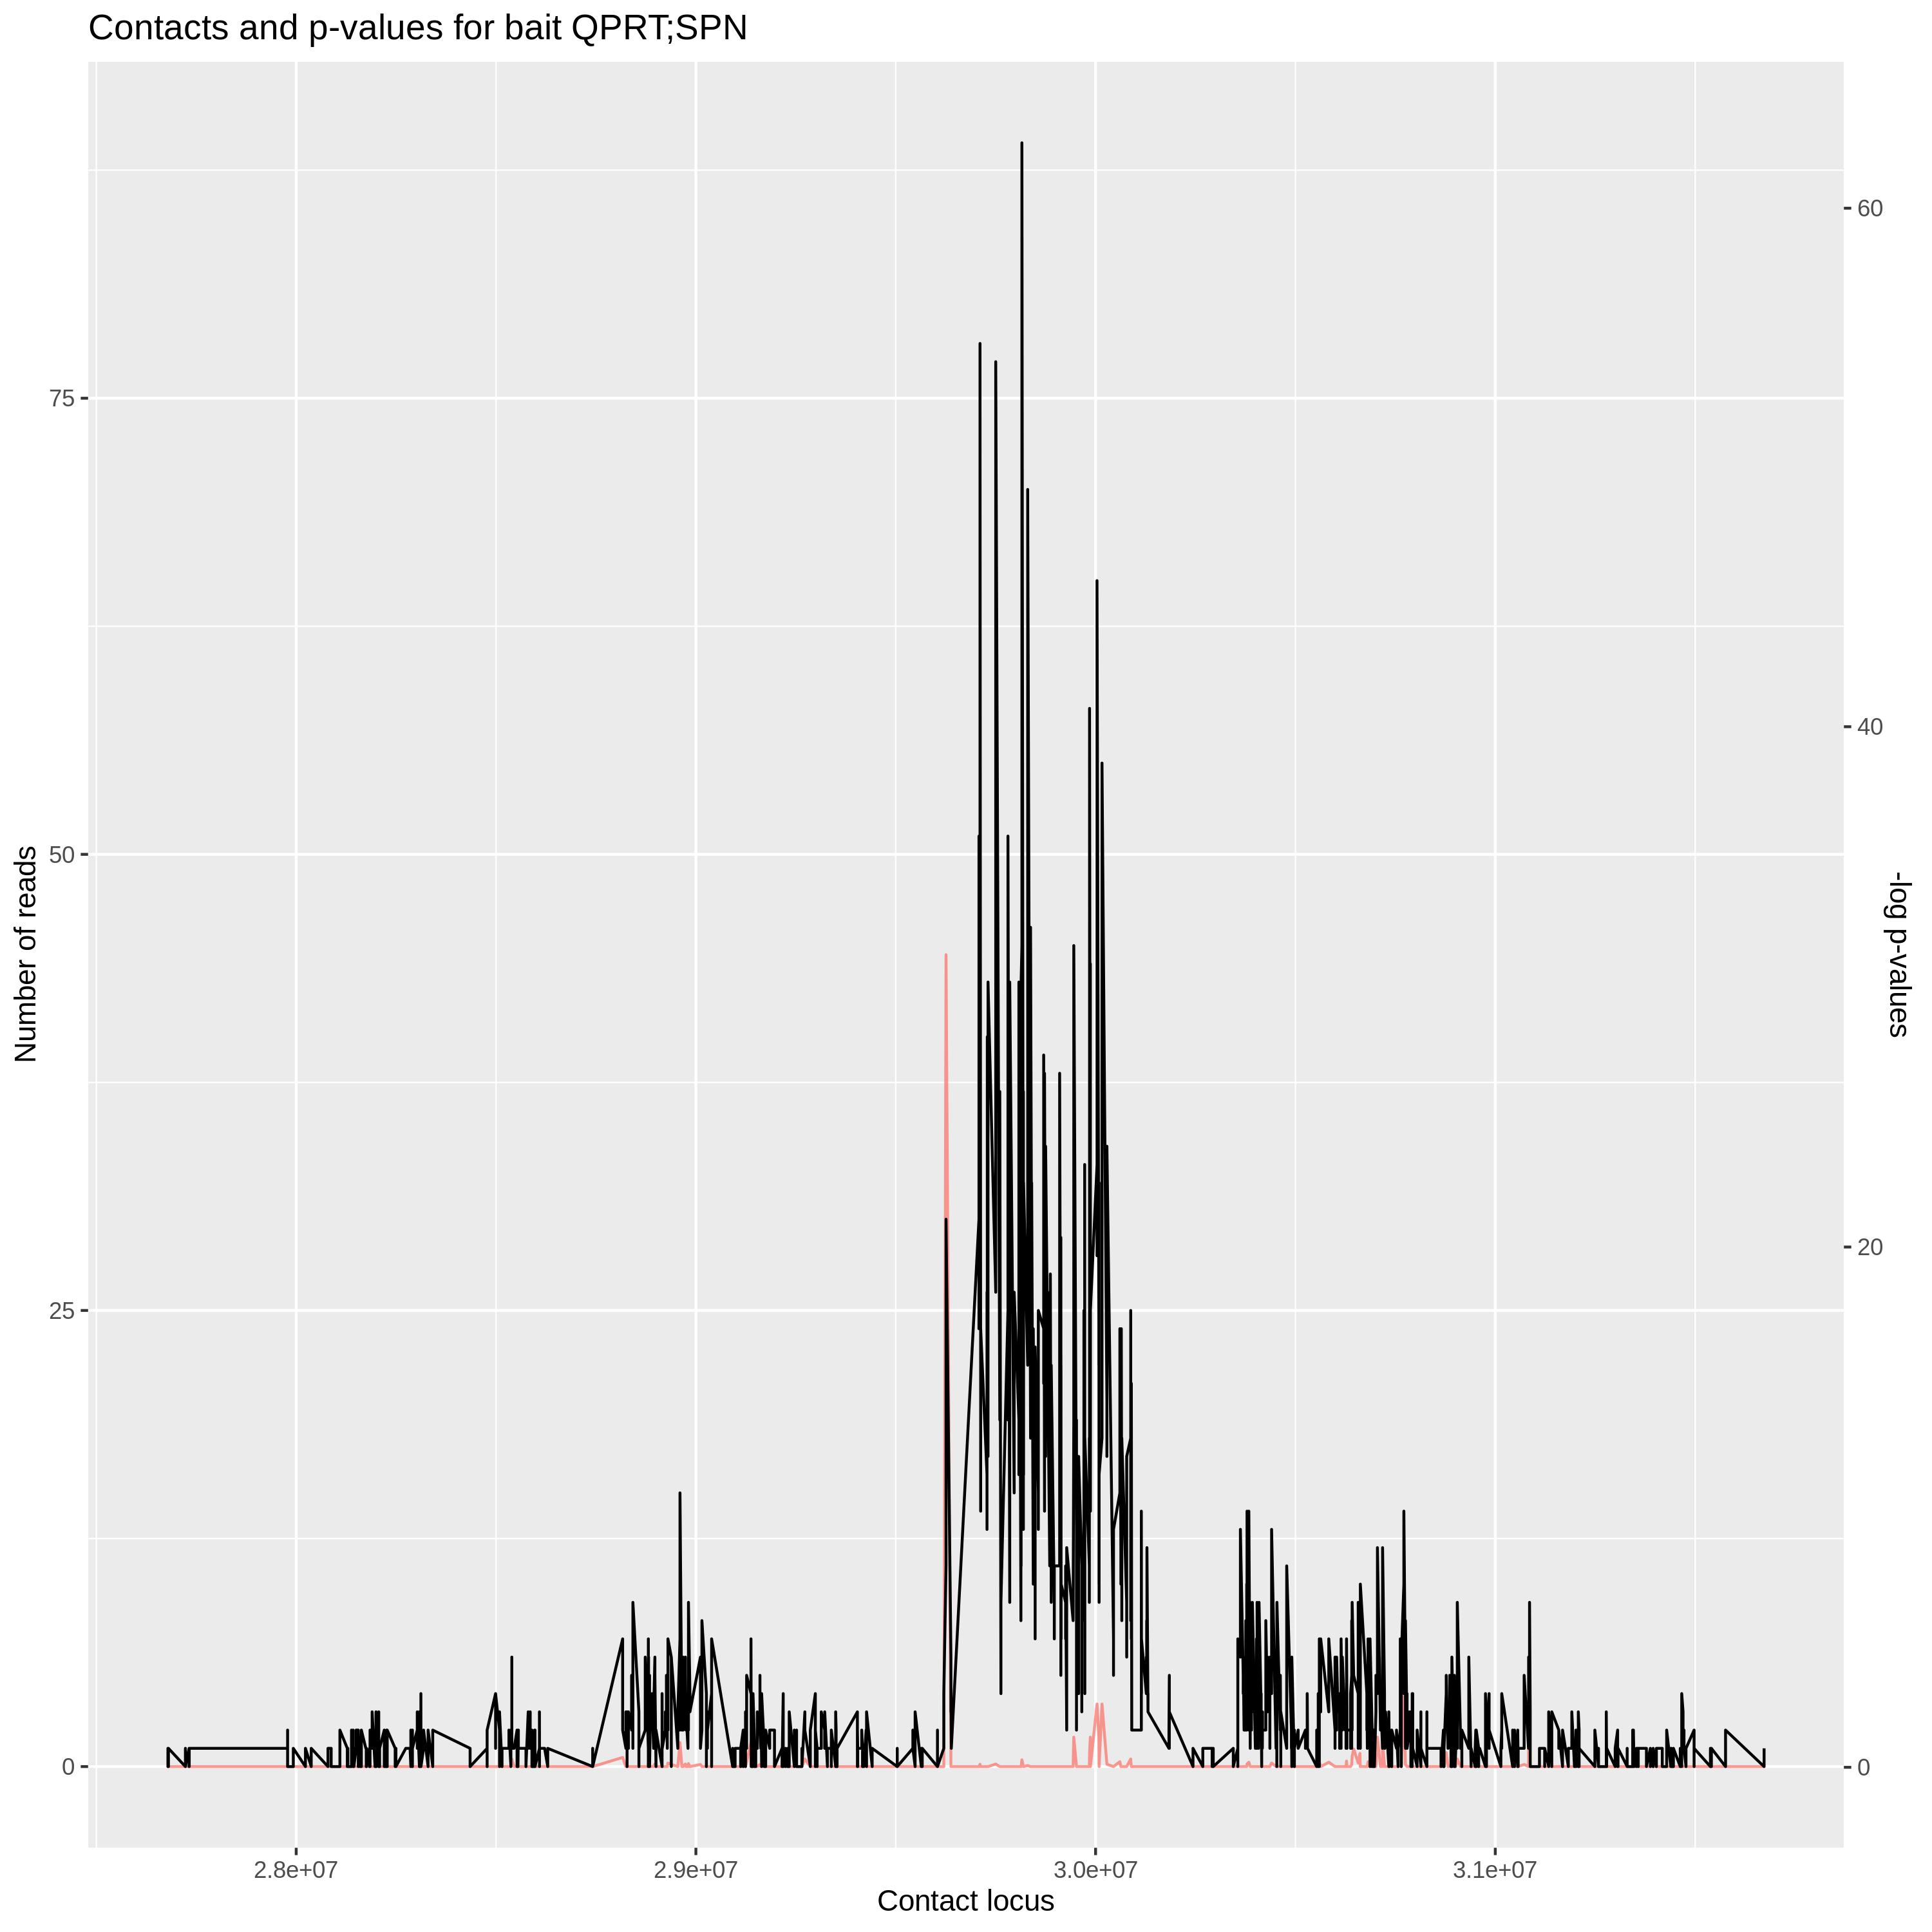 Contacts and p-values for bait QPRT;SPN
75
50
25
0
60
40
20
0
Number of reads
-log p-values
2.8e+07
2.9e+07
3.0e+07
3.1e+07
Contact locus